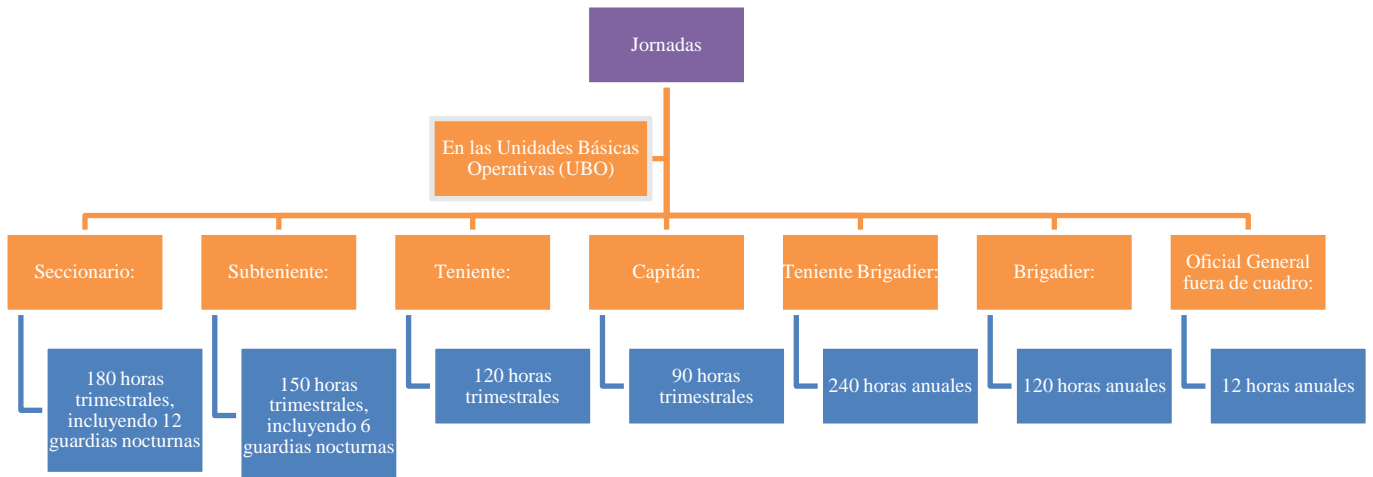 Jornadas
En las Unidades Básicas
Operativas (UBO)
Seccionario:
180 horas
trimestrales,
incluyendo 12
guardias nocturnas
Subteniente:
150 horas
trimestrales,
incluyendo 6
guardias nocturnas
Teniente:
120 horas
trimestrales
Capitán:
90 horas
trimestrales
Teniente Brigadier:
240 horas anuales
Brigadier:
120 horas anuales
Oficial General
fuera de cuadro:
12 horas anuales